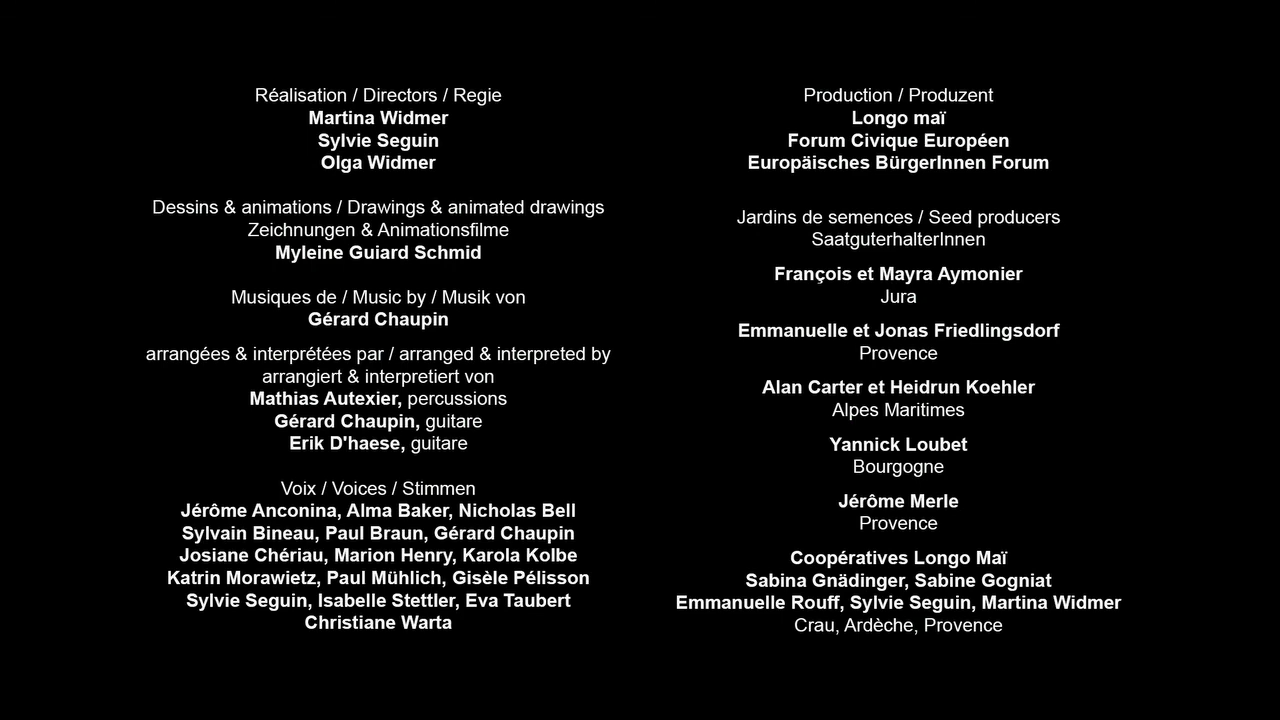 Réalisation / Directors / Regie
Martina Widmer
Sylvie Seguin
Olga Widmer
Dessins & animations / Drawings & animated drawings
Zeichnungen & Animationsfilme
Myleine Guiard Schmid
Musiques de / Music by / Musik von
Gérard Chaupin
arrangées & interprétées par / arranged & interpreted by
arrangiert & interpretiert von
Mathias Autexier, percussions
Gérard Chaupin, guitare
Erik D'haese, guitare
Voix / Voices / Stimmen
Jérôme Anconina, Alma Baker, Nicholas Bell
Sylvain Bineau, Paul Braun, Gérard Chaupin
Josiane Chériau, Marion Henry, Karola Kolbe
Katrin Morawietz, Paul Mühlich, Gisèle Pélisson
Sylvie Seguin, Isabelle Stettler, Eva Taubert
Christiane Warta
Production / Produzent
Longo maï
Forum Civique Européen
Europäisches BürgerInnen Forum
Jardins de semences / Seed producers
SaatguterhalterInnen
François et Mayra Aymonier
Jura
Emmanuelle et Jonas Friedlingsdorf
Provence
Alan Carter et Heidrun Koehler
Alpes Maritimes
Yannick Loubet
Bourgogne
Jérôme Merle
Provence
Coopératives Longo Maï
Sabina Gnädinger, Sabine Gogniat
Emmanuelle Rouff, Sylvie Seguin, Martina Widmer
Crau, Ardèche, Provence